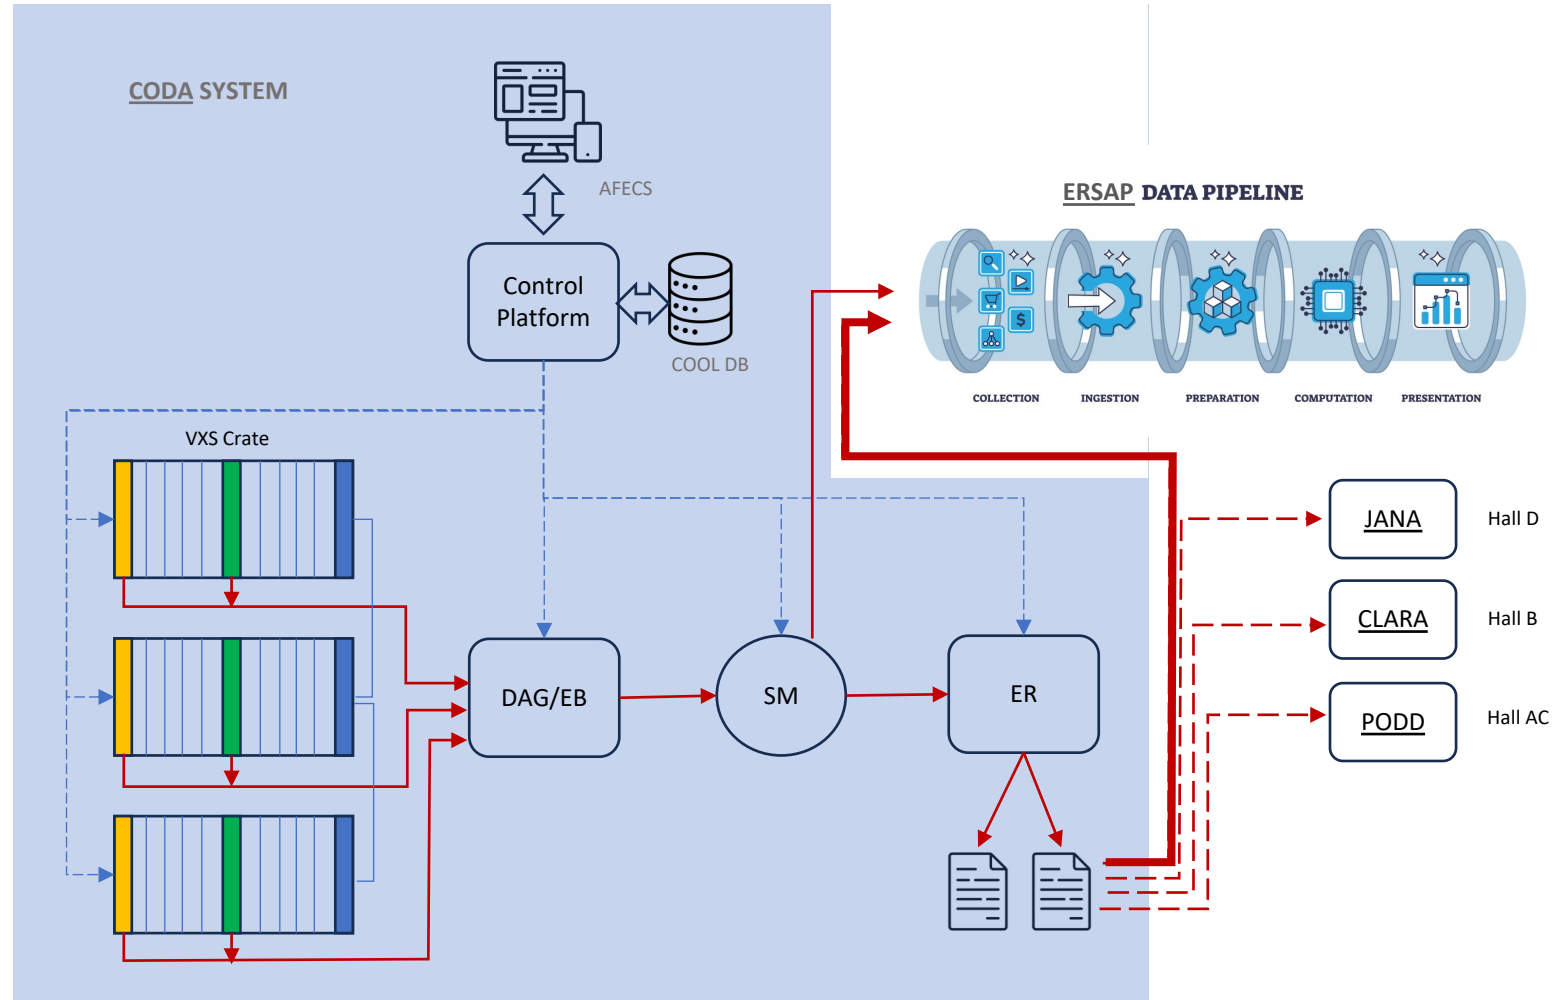 CODA SYSTEM
AFECS
ERSAP DATA PIPELINE
Control
Platform
COOL DB
$
COLLECTION
INGESTION
PREPARATION
COMPUTATION
PRESENTATION
VXS Crate
JANA
Hall D
CLARA
Hall B
DAG/EB
SM
ER
PODD
Hall AC